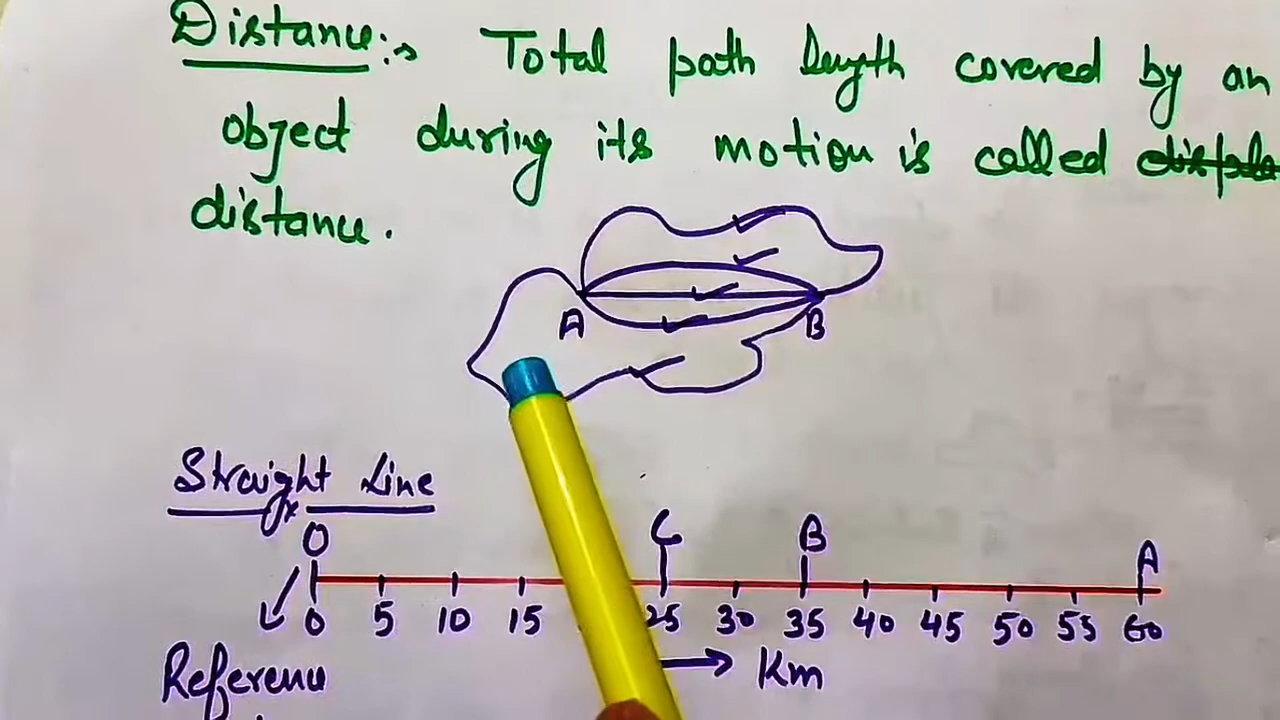 Distance:→ Total path length covered by an
object during its motion is called
distance.
A B
Straight Line
O C B A
0 5 10 15 25 30 35 40 45 50 55 60
Reference → Km